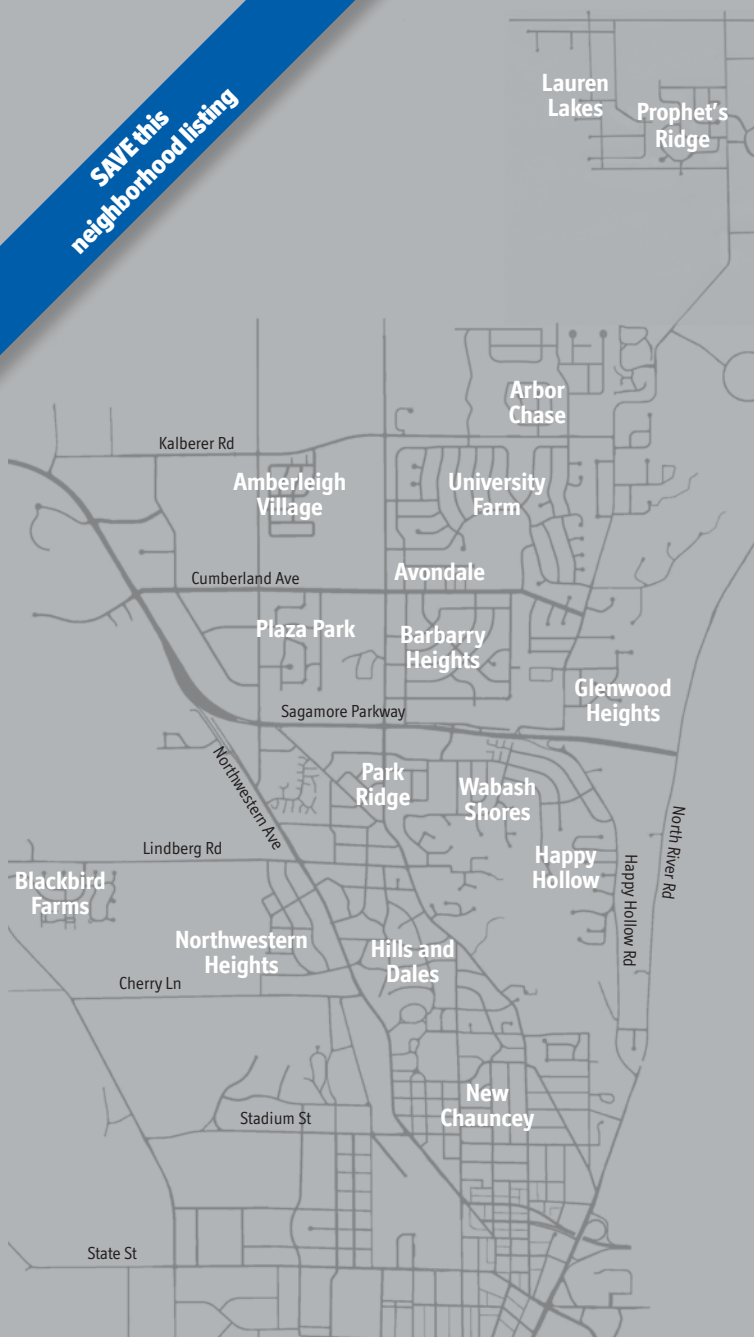 SAVE this
neighborhood listing
Lauren
Lakes
Prophet's
Ridge
Arbor
Chase
Kalberer Rd
Amberleigh
Village
University
Farm
Avondale
Cumberland Ave
Plaza Park
Barbarry
Heights
Glenwood
Heights
Sagamore Parkway
Northwestern Ave
Park
Ridge
Wabash
Shores
North River Rd
Lindberg Rd
Happy
Hollow
Happy Hollow Rd
Blackbird
Farms
Northwestern
Heights
Hills and
Dales
Cherry Ln
New
Chauncey
Stadium St
State St